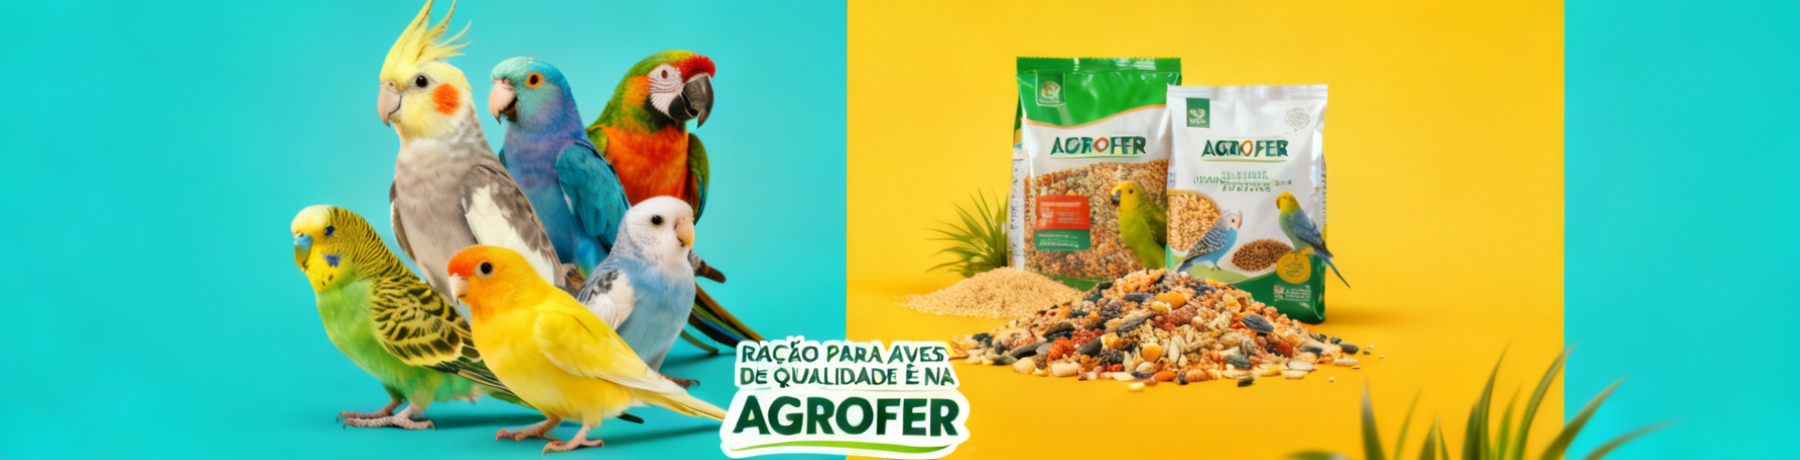 AGROFER
AGROFER
RAÇÃO PARA AVES
DE QUALIDADE É NA
AGROFER